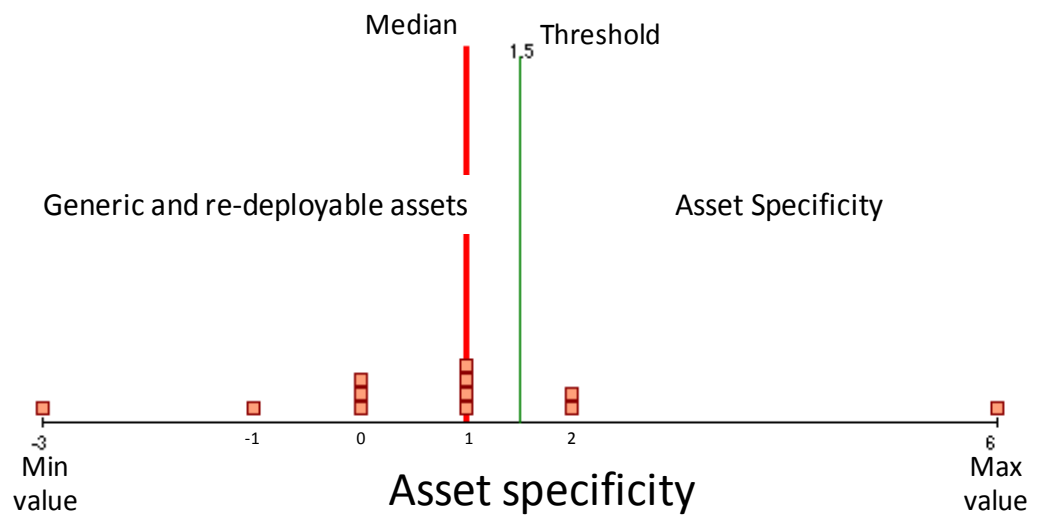 Median
Threshold
1.5
Generic and re-deployable assets
Asset Specificity
-3
-1
0
1
2
6
Min
value
Max
value
Asset specificity